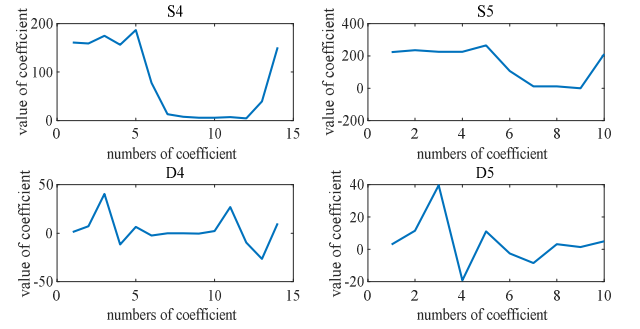 S4
value of coefficient
200
100
0
0
5
10
15
numbers of coefficient
S5
value of coefficient
400
200
0
-200
0
2
4
6
8
10
numbers of coefficient
D4
value of coefficient
50
0
-50
0
5
10
15
numbers of coefficient
D5
value of coefficient
40
20
0
-20
0
2
4
6
8
10
numbers of coefficient